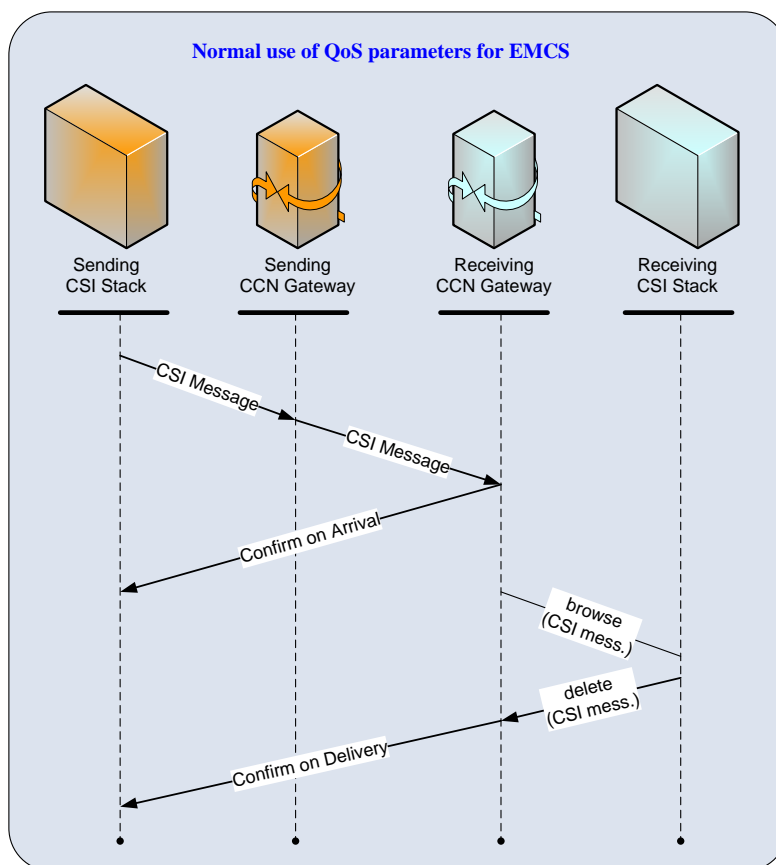 Normal use of QoS parameters for EMCS
Sending
CSI Stack
Sending
CCN Gateway
Receiving
CCN Gateway
Receiving
CSI Stack
CSI Message
CSI Message
Confirm on Arrival
browse
(CSI mess.)
delete
(CSI mess.)
Confirm on Delivery